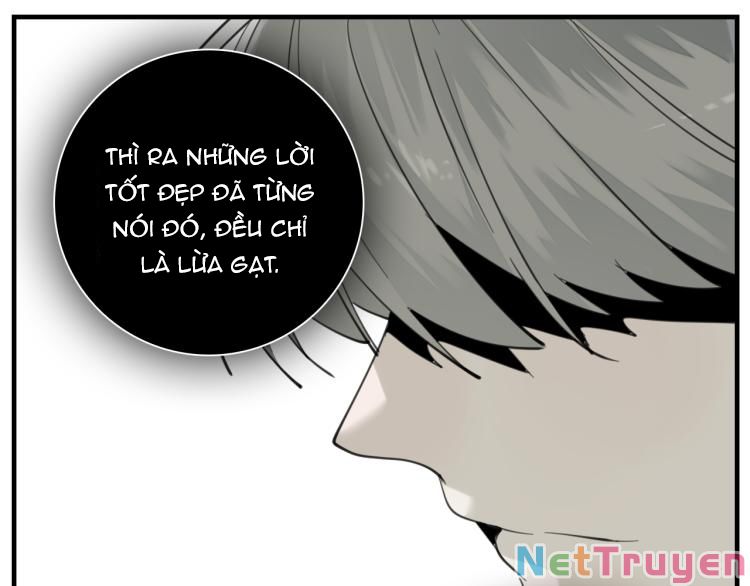 THÌ RA NHỮNG LỜI
TỐT ĐẸP ĐÃ TỪNG
NÓI ĐÓ, ĐỀU CHỈ
LÀ LỪA GẠT.
NetTruyen